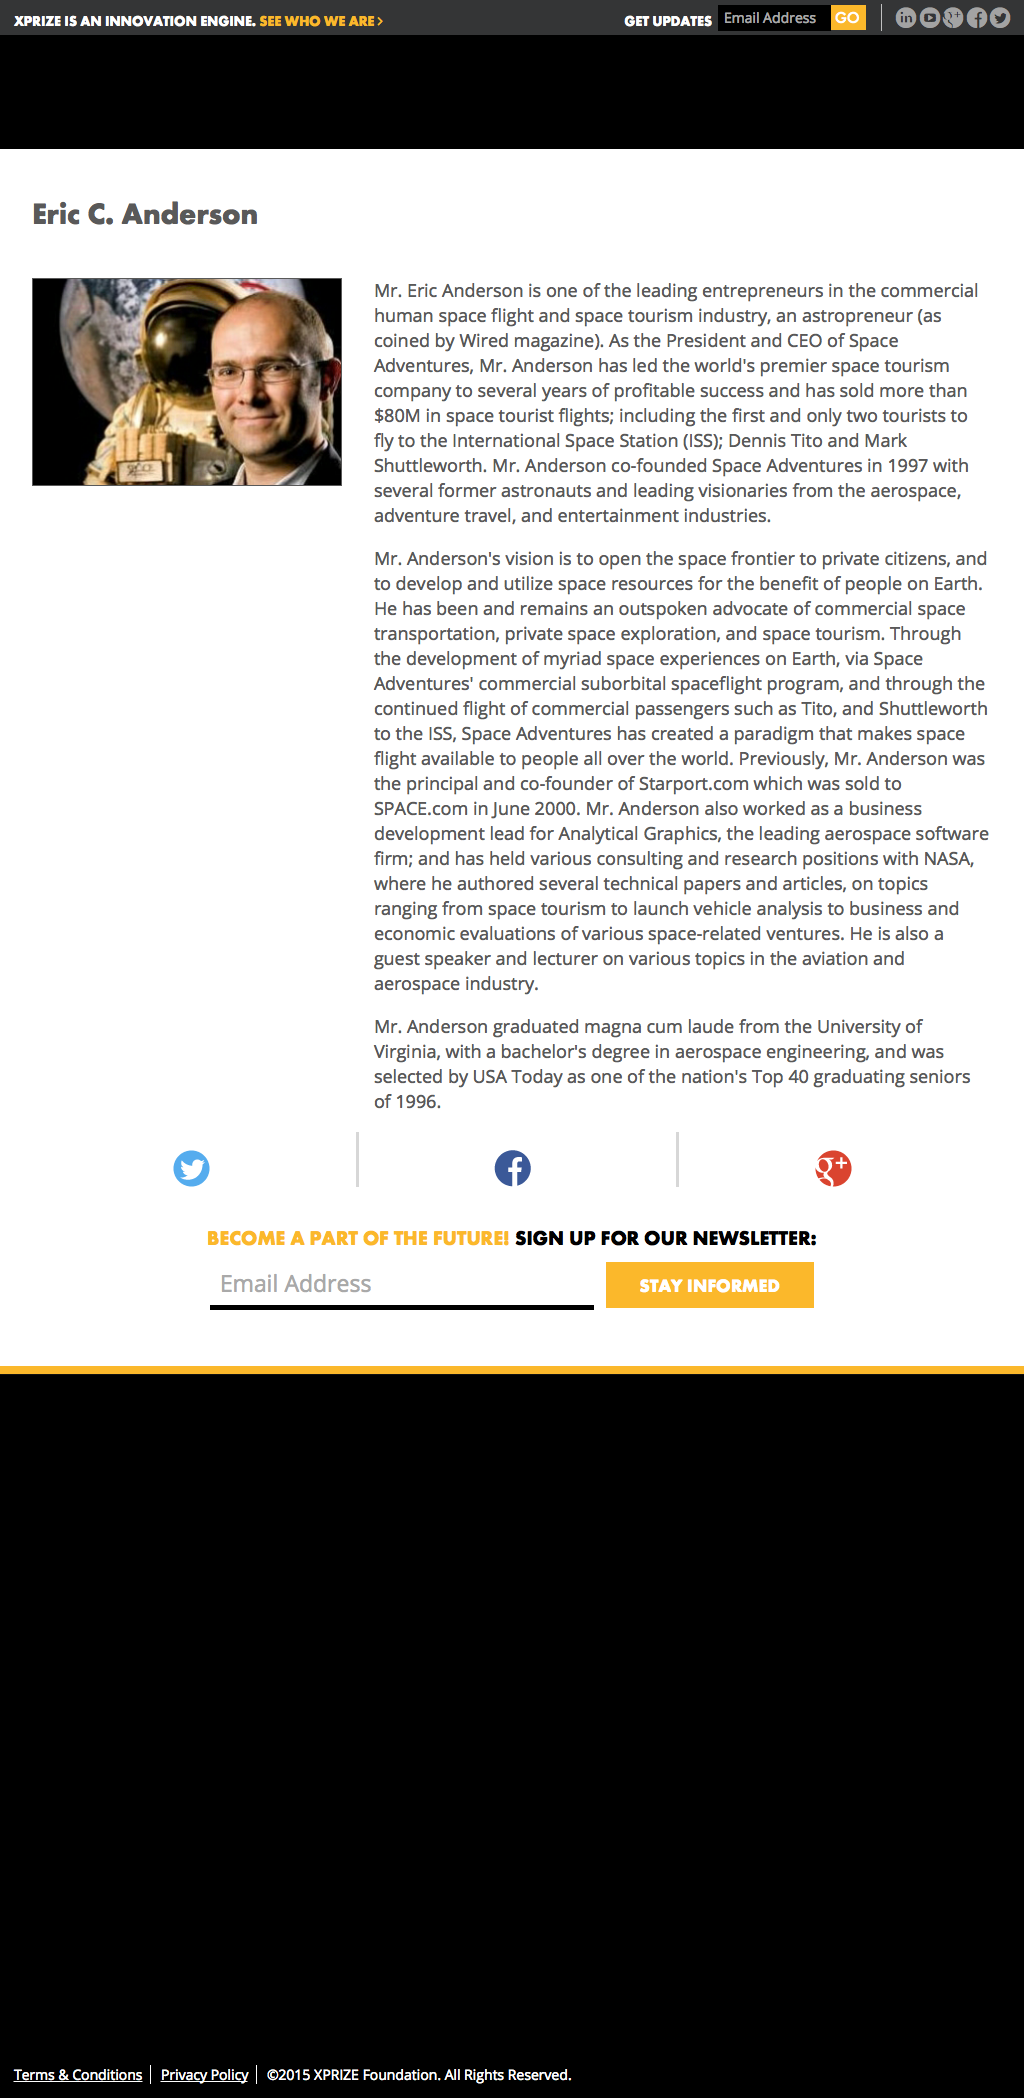 XPRIZE IS AN INNOVATION ENGINE. SEE WHO WE ARE >
GET UPDATES Email Address GO
Eric C. Anderson
Mr. Eric Anderson is one of the leading entrepreneurs in the commercial
human space flight and space tourism industry, an astropreneur (as
coined by Wired magazine). As the President and CEO of Space
Adventures, Mr. Anderson has led the world's premier space tourism
company to several years of profitable success and has sold more than
$80M in space tourist flights; including the first and only two tourists to
fly to the International Space Station (ISS); Dennis Tito and Mark
Shuttleworth. Mr. Anderson co-founded Space Adventures in 1997 with
several former astronauts and leading visionaries from the aerospace,
adventure travel, and entertainment industries.
Mr. Anderson's vision is to open the space frontier to private citizens, and
to develop and utilize space resources for the benefit of people on Earth.
He has been and remains an outspoken advocate of commercial space
transportation, private space exploration, and space tourism. Through
the development of myriad space experiences on Earth, via Space
Adventures' commercial suborbital spaceflight program, and through the
continued flight of commercial passengers such as Tito, and Shuttleworth
to the ISS, Space Adventures has created a paradigm that makes space
flight available to people all over the world. Previously, Mr. Anderson was
the principal and co-founder of Starport.com which was sold to
SPACE.com in June 2000. Mr. Anderson also worked as a business
development lead for Analytical Graphics, the leading aerospace software
firm; and has held various consulting and research positions with NASA,
where he authored several technical papers and articles, on topics
ranging from space tourism to launch vehicle analysis to business and
economic evaluations of various space-related ventures. He is also a
guest speaker and lecturer on various topics in the aviation and
aerospace industry.
Mr. Anderson graduated magna cum laude from the University of
Virginia, with a bachelor's degree in aerospace engineering, and was
selected by USA Today as one of the nation's Top 40 graduating seniors
of 1996.
BECOME A PART OF THE FUTURE! SIGN UP FOR OUR NEWSLETTER:
Email Address
STAY INFORMED
Terms & Conditions Privacy Policy ©2015 XPRIZE Foundation. All Rights Reserved.